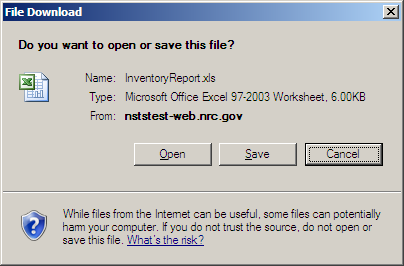 File Download
Do you want to open or save this file?
Name: InventoryReport.xls
Type: Microsoft Office Excel 97-2003 Worksheet, 6.00KB
From: nststest-web.nrc.gov
Open Save Cancel
While files from the Internet can be useful, some files can potentially
harm your computer. If you do not trust the source, do not open or
save this file. What's the risk?